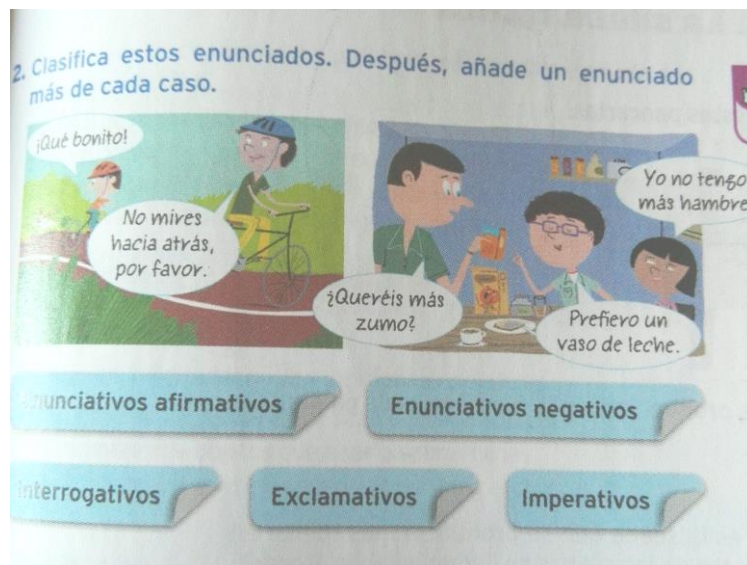 2. Clasifica estos enunciados. Después, añade un enunciado
más de cada caso.
¡Qué bonito!
No mires
hacia atrás,
por favor.
¿Queréis más
zumo?
Prefiero un
vaso de leche.
Yo no tengo
más hambre
Enunciativos afirmativos
Enunciativos negativos
Interrogativos
Exclamativos
Imperativos